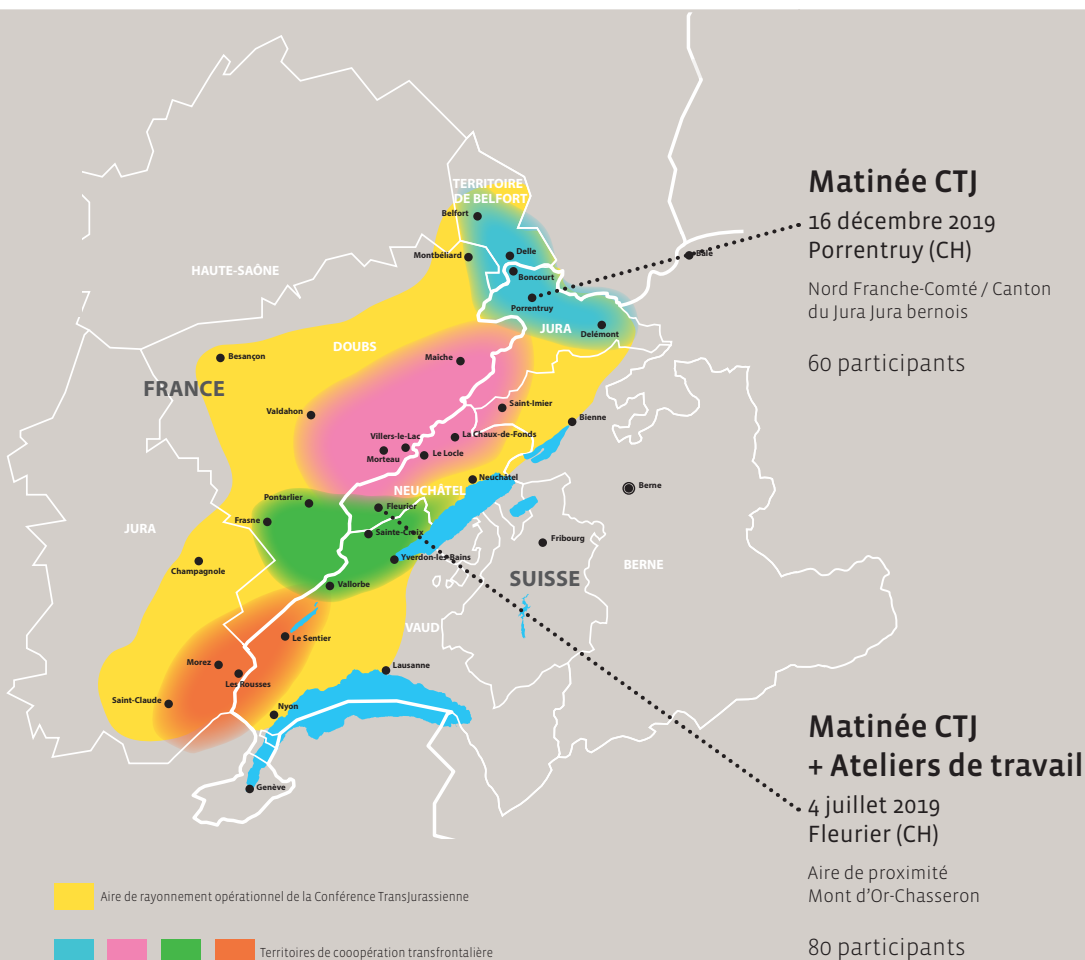 TERRITOIRE
DE BELFORT
Belfort
Montbéliard
Delle
Boncourt
Porrentruy
Bâle
HAUTE-SAÔNE
JURA
Delémont
Besançon
DOUBS
Maîche
FRANCE
Saint-Imier
Valdahon
Bienne
Villers-le-Lac
La Chaux-de-Fonds
Morteau
Le Locle
Neuchâtel
NEUCHÂTEL
Berne
Pontarlier
Fleurier
JURA
Frasne
Sainte-Croix
Fribourg
Yverdon-les-Bains
BERNE
Champagnole
SUISSE
Vallorbe
VAUD
Le Sentier
Morez
Les Rousses
Lausanne
Saint-Claude
Nyon
Genève
Matinée CTJ
16 décembre 2019
Porrentruy (CH)
Nord Franche-Comté / Canton
du Jura Jura bernois
60 participants
Matinée CTJ
+ Ateliers de travail
4 juillet 2019
Fleurier (CH)
Aire de proximité
Mont d'Or-Chasseron
80 participants
Aire de rayonnement opérationnel de la Conférence TransJurassienne
Territoires de cooopération transfrontalière